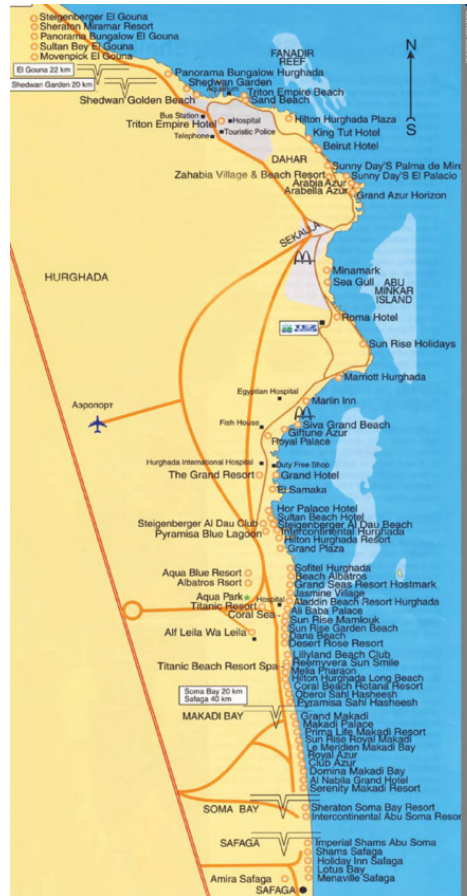 Steigenberger El Gouna
Sheraton Miramar Resort
Panorama Bungalow El Gouna
Sultan Bey El Gouna
Movenpick El Gouna
El Gouna 22 km
Shedwan Garden 20 km
FANADIR
REEF
N
S
Panorama Bungalow Hurghada
Shedwan Garden
Aquarium
Triton Empire Beach
Shedwan Golden Beach
Sand Beach
Bus Station
Hospital
Triton Empire Hotel
Touristic Police
Telephone
Hilton Hurghada Plaza
King Tut Hotel
Beirut Hotel
DAHAR
Sunny Day'S Palma de Mire
Zahabia Village & Beach Resort
Sunny Day'S El Palacio
Arabia Azur
Arabella Azur
Grand Azur Horizon
SEKALLA
HURGHADA
Minamark
Sea Gull
ABU
MINKAR
ISLAND
Roma Hotel
Sun Rise Holidays
Marriott Hurghada
Egyptian Hospital
Marlin Inn
Аэропорт
Fish House
Siva Grand Beach
Giftune Azur
Royal Palace
Hurghada International Hospital
Duty Free Shop
The Grand Resort
Grand Hotel
El Samaka
Hor Palace Hotel
Sultan Beach Hotel
Steigenberger Al Dau Club
Steigenberger Al Dau Beach
Pyramisa Blue Lagoon
Intercontinental Hurghada
Hilton Hurghada Resort
Grand Plaza
Aqua Blue Resort
Albatros Rsort
Sofitel Hurghada
Beach Albatros
Grand Seas Resort Hostmark
Jasmine Village
Aqua Park
Hospital
Aladdin Beach Resort Hurghada
Titanic Resort
Ali Baba Palace
Coral Sea
Sun Rise Mamlouk
Sun Rise Garden Beach
Alf Leila Wa Leila
Dana Beach
Desert Rose Resort
Lillyland Beach Club
Titanic Beach Resort Spa
Reemyvera Sun Smile
Melia Pharaon
Hilton Hurghada Long Beach
Coral Beach Rotana Resort
Oberoi Sahl Hasheesh
Pyramisa Sahl Hasheesh
Soma Bay 20 km
Safaga 40 km
MAKADI BAY
Grand Makadi
Makadi Palace
Prima Life Makadi Resort
Sun Rise Royal Makadi
Le Meridien Makadi Bay
Royal Azur
Club Azur
Domina Makadi Bay
Al Nabila Grand Hotel
Serenity Makadi Resort
SOMA BAY
Sheraton Soma Bay Resort
Intercontinental Abu Soma Resor
SAFAGA
Imperial Shams Abu Soma
Shams Safaga
Holiday Inn Safaga
Lotus Bay
Amira Safaga
Menaville Safaga
SAFAGA